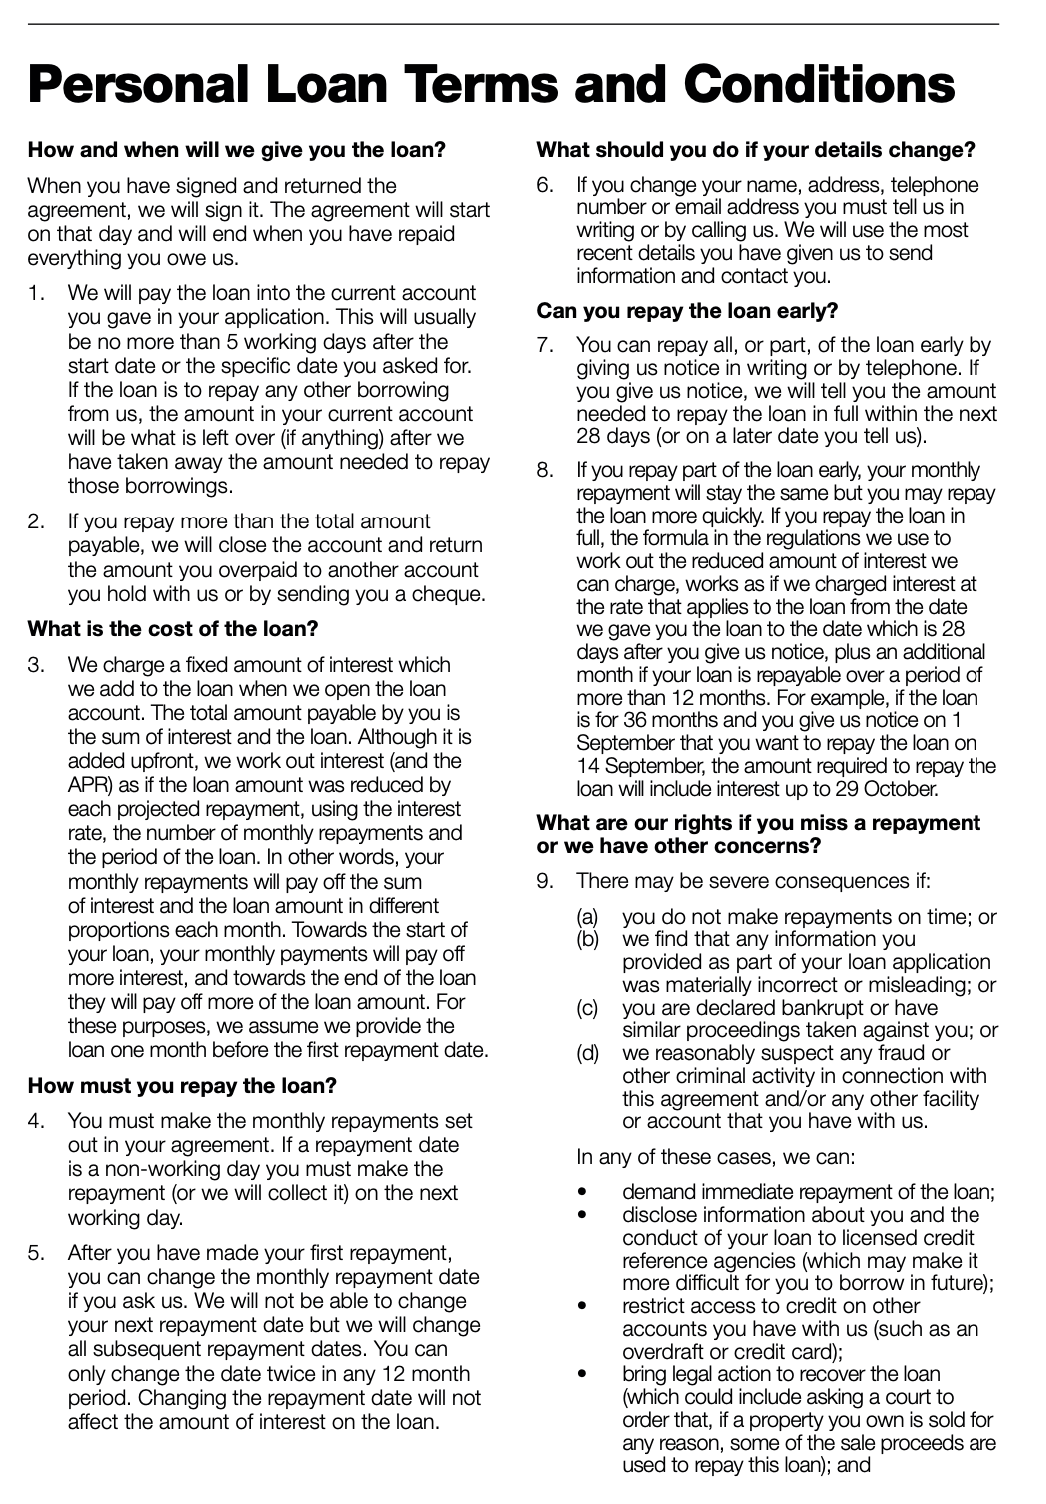 Personal Loan Terms and Conditions
How and when will we give you the loan?
When you have signed and returned the
agreement, we will sign it. The agreement will start
on that day and will end when you have repaid
everything you owe us.
1. We will pay the loan into the current account
you gave in your application. This will usually
be no more than 5 working days after the
start date or the specific date you asked for.
If the loan is to repay any other borrowing
from us, the amount in your current account
will be what is left over (if anything) after we
have taken away the amount needed to repay
those borrowings.
2. If you repay more than the total amount
payable, we will close the account and return
the amount you overpaid to another account
you hold with us or by sending you a cheque.
What is the cost of the loan?
3. We charge a fixed amount of interest which
we add to the loan when we open the loan
account. The total amount payable by you is
the sum of interest and the loan. Although it is
added upfront, we work out interest (and the
APR) as if the loan amount was reduced by
each projected repayment, using the interest
rate, the number of monthly repayments and
the period of the loan. In other words, your
monthly repayments will pay off the sum
of interest and the loan amount in different
proportions each month. Towards the start of
your loan, your monthly payments will pay off
more interest, and towards the end of the loan
they will pay off more of the loan amount. For
these purposes, we assume we provide the
loan one month before the first repayment date.
How must you repay the loan?
4. You must make the monthly repayments set
out in your agreement. If a repayment date
is a non-working day you must make the
repayment (or we will collect it) on the next
working day.
5. After you have made your first repayment,
you can change the monthly repayment date
if you ask us. We will not be able to change
your next repayment date but we will change
all subsequent repayment dates. You can
only change the date twice in any 12 month
period. Changing the repayment date will not
affect the amount of interest on the loan.
What should you do if your details change?
6. If you change your name, address, telephone
number or email address you must tell us in
writing or by calling us. We will use the most
recent details you have given us to send
information and contact you.
Can you repay the loan early?
7. You can repay all, or part, of the loan early by
giving us notice in writing or by telephone. If
you give us notice, we will tell you the amount
needed to repay the loan in full within the next
28 days (or on a later date you tell us).
8. If you repay part of the loan early, your monthly
repayment will stay the same but you may repay
the loan more quickly. If you repay the loan in
full, the formula in the regulations we use to
work out the reduced amount of interest we
can charge, works as if we charged interest at
the rate that applies to the loan from the date
we gave you the loan to the date which is 28
days after you give us notice, plus an additional
month if your loan is repayable over a period of
more than 12 months. For example, if the loan
is for 36 months and you give us notice on 1
September that you want to repay the loan on
14 September, the amount required to repay the
loan will include interest up to 29 October.
What are our rights if you miss a repayment
or we have other concerns?
9. There may be severe consequences if:
(a) you do not make repayments on time; or
(b) we find that any information you
provided as part of your loan application
was materially incorrect or misleading; or
(c) you are declared bankrupt or have
similar proceedings taken against you; or
(d) we reasonably suspect any fraud or
other criminal activity in connection with
this agreement and/or any other facility
or account that you have with us.
In any of these cases, we can:
• demand immediate repayment of the loan;
• disclose information about you and the
conduct of your loan to licensed credit
reference agencies (which may make it
more difficult for you to borrow in future);
• restrict access to credit on other
accounts you have with us (such as an
overdraft or credit card);
• bring legal action to recover the loan
(which could include asking a court to
order that, if a property you own is sold for
any reason, some of the sale proceeds are
used to repay this loan); and